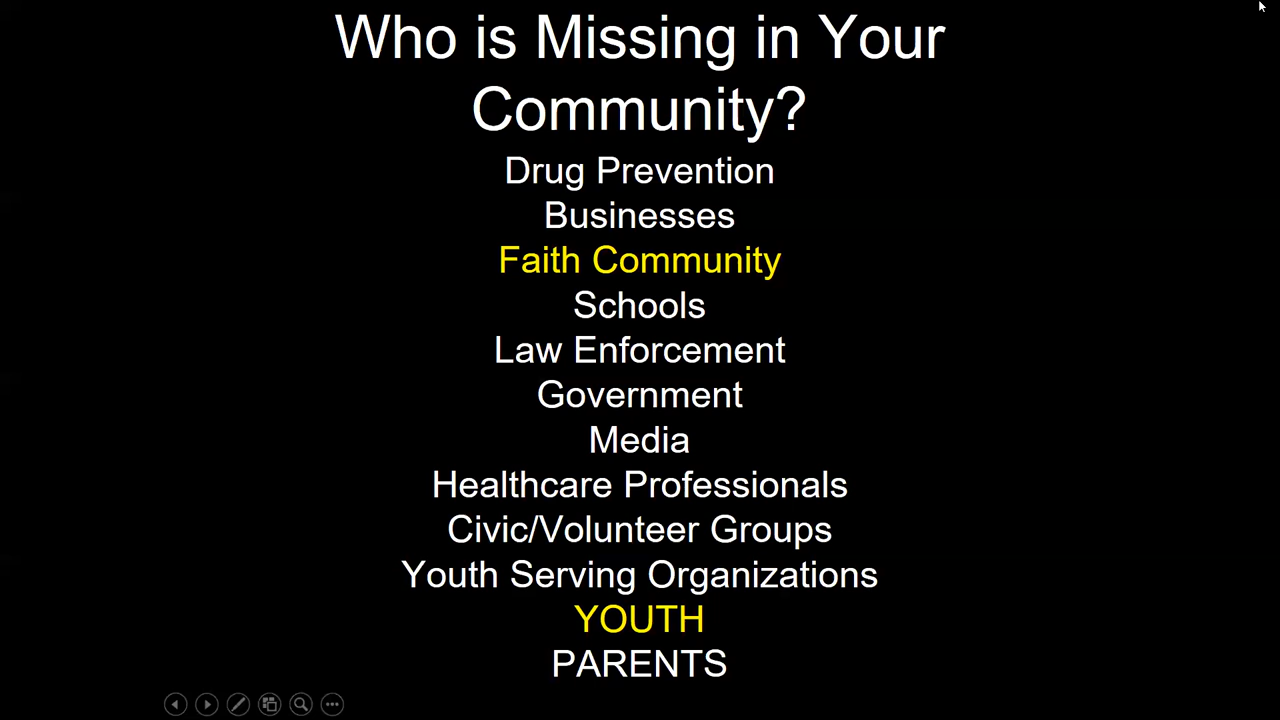 Who is Missing in Your
Community?
Drug Prevention
Businesses
Faith Community
Schools
Law Enforcement
Government
Media
Healthcare Professionals
Civic/Volunteer Groups
Youth Serving Organizations
YOUTH
PARENTS